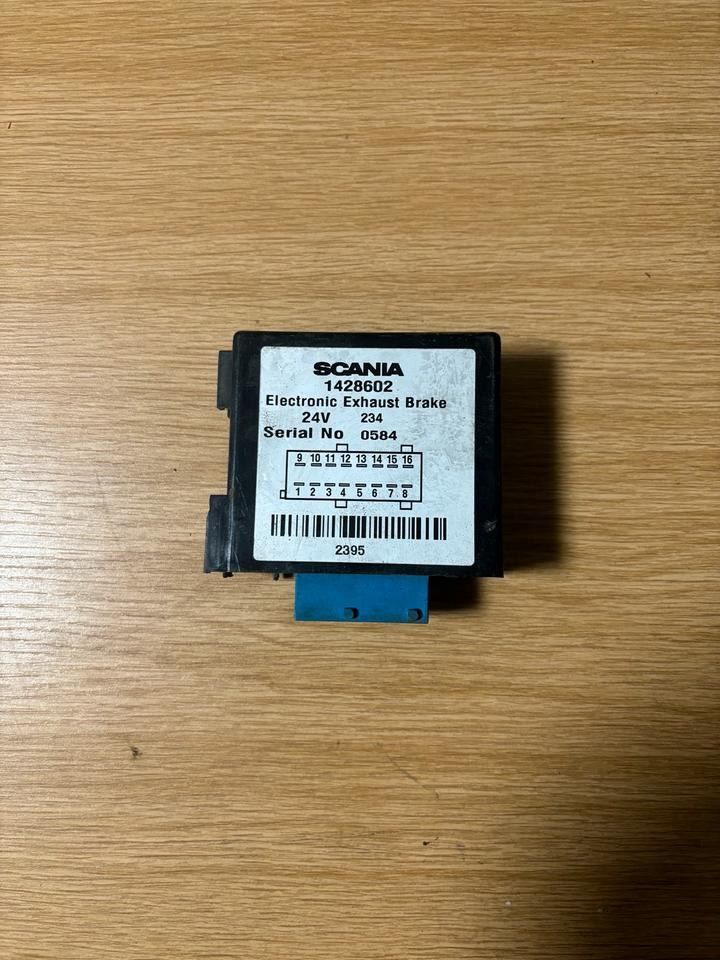 SCANIA
1428602
Electronic Exhaust Brake
24V 234
Serial No 0584
9 10 11 12 13 14 15 16
1 2 3 4 5 6 7 8
2395